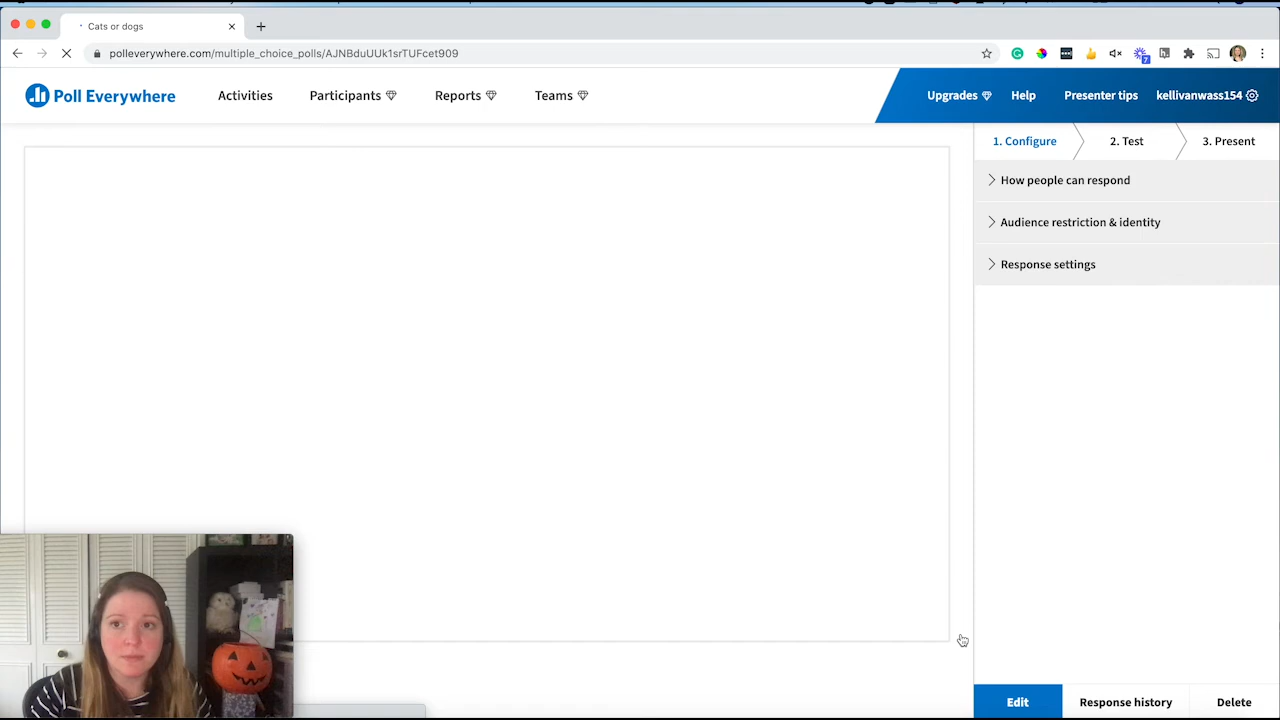 Cats or dogs
polleverywhere.com/multiple_choice_polls/AJNBduUUk1srTUFcet909
7
Poll Everywhere
Activities
Participants
Reports
Teams
Upgrades
Help
Presenter tips
kellivanwass154
1. Configure
2. Test
3. Present
How people can respond
Audience restriction & identity
Response settings
Edit
Response history
Delete